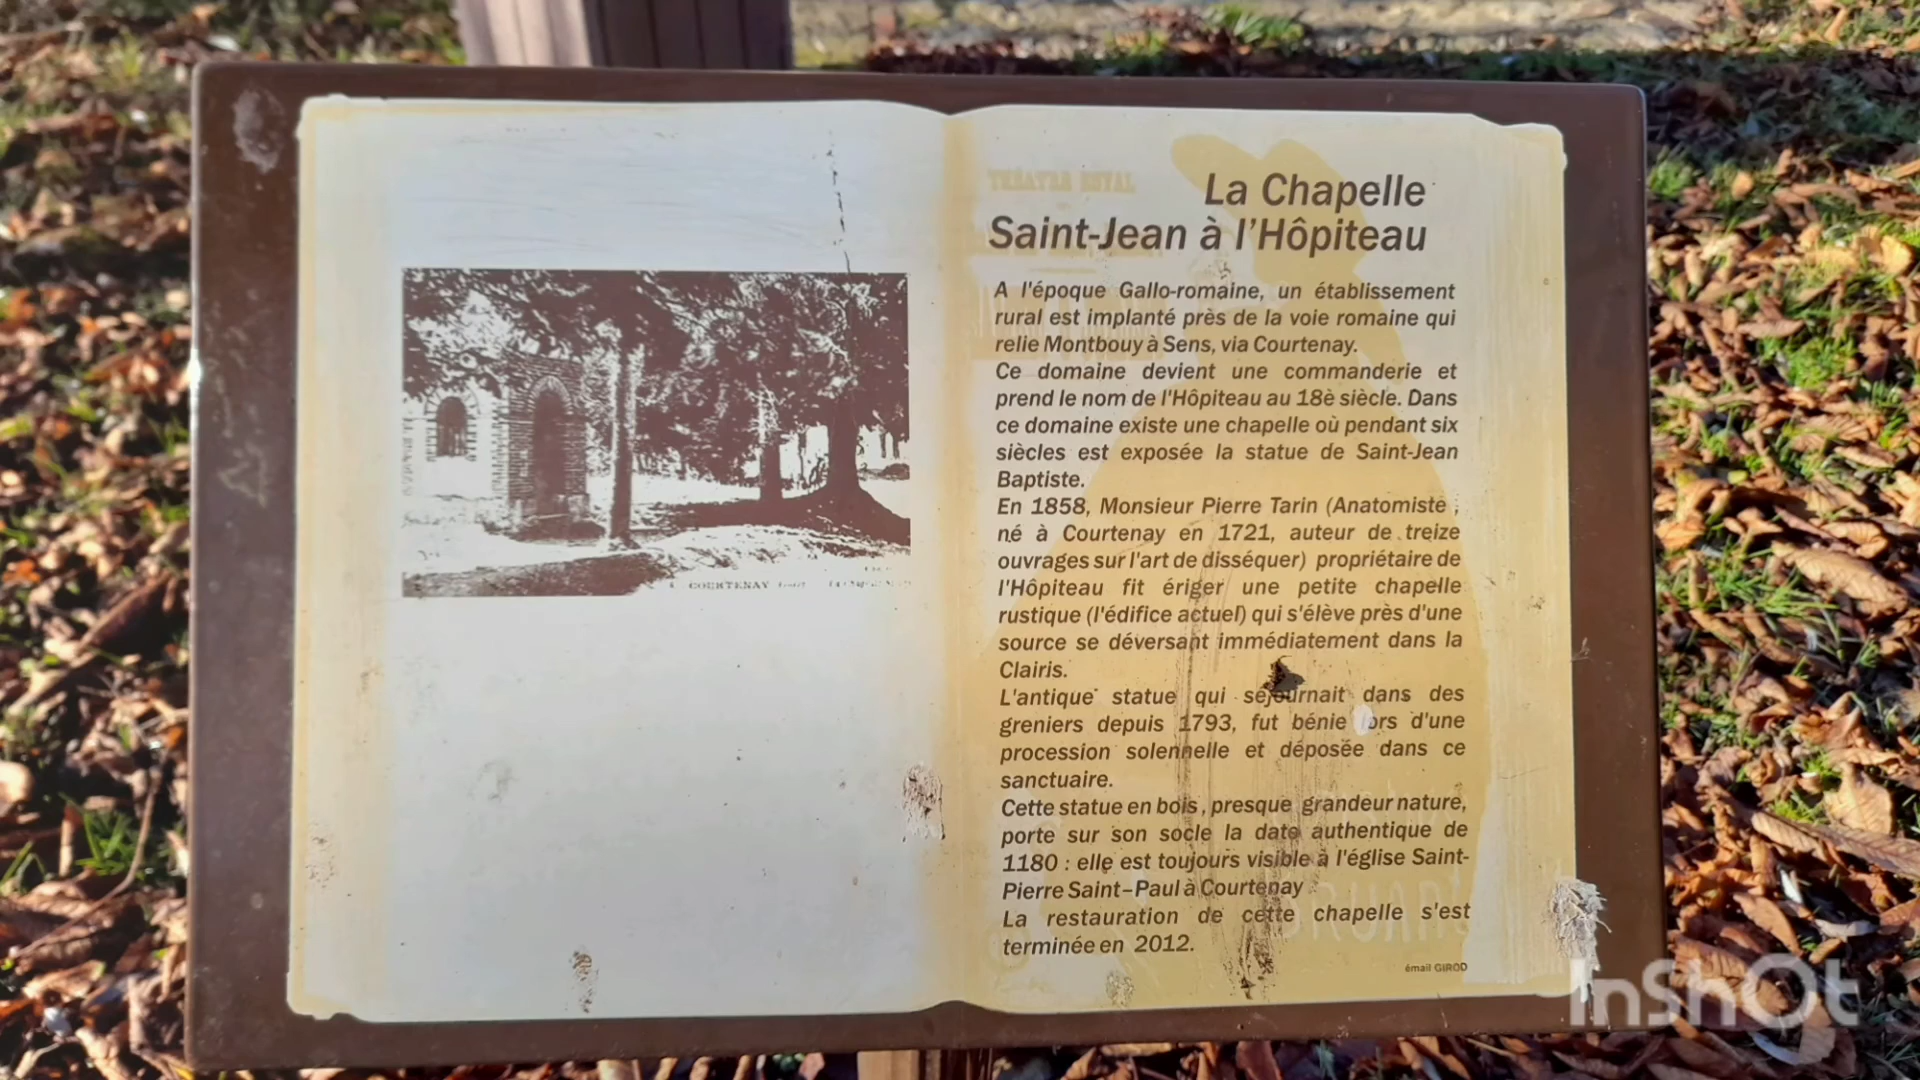 THÉATRE ROYAL
La Chapelle
Saint-Jean à l'Hôpiteau
A l'époque Gallo-romaine, un établissement
rural est implanté près de la voie romaine qui
relie Montbouy à Sens, via Courtenay.
Ce domaine devient une commanderie et
prend le nom de l'Hôpiteau au 18è siècle. Dans
ce domaine existe une chapelle où pendant six
siècles est exposée la statue de Saint-Jean
Baptiste.
En 1858, Monsieur Pierre Tarin (Anatomiste ,
né à Courtenay en 1721, auteur de treize
ouvrages sur l'art de disséquer) propriétaire de
l'Hôpiteau fit ériger une petite chapelle
rustique (l'édifice actuel) qui s'élève près d'une
source se déversant immédiatement dans la
Clairis.
L'antique statue qui séjournait dans des
greniers depuis 1793, fut bénie lors d'une
procession solennelle et déposée dans ce
sanctuaire.
Cette statue en bois, presque grandeur nature,
porte sur son socle la date authentique de
1180 : elle est toujours visible à l'église Saint-
Pierre Saint-Paul à Courtenay
La restauration de cette chapelle s'est
terminée en 2012.
émail GIROD
COURTENAY
InShOt